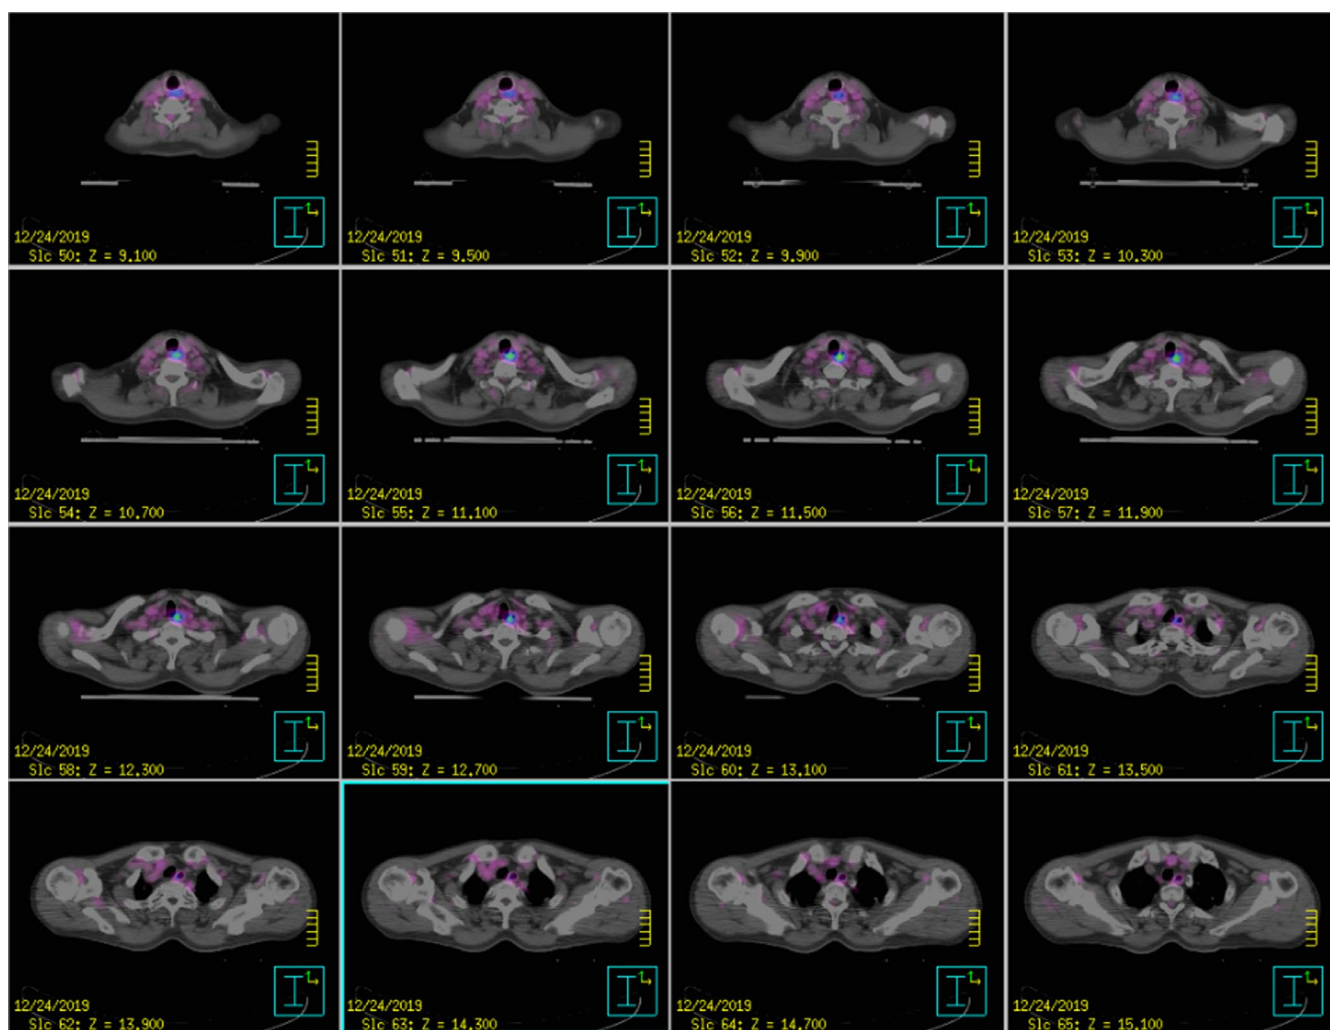 12/24/2019
Slc 50: Z = 9.100
12/24/2019
Slc 51: Z = 9.500
12/24/2019
Slc 52: Z = 9.900
12/24/2019
Slc 53: Z = 10.300
12/24/2019
Slc 54: Z = 10.700
12/24/2019
Slc 55: Z = 11.100
12/24/2019
Slc 56: Z = 11.500
12/24/2019
Slc 57: Z = 11.900
12/24/2019
Slc 58: Z = 12.300
12/24/2019
Slc 59: Z = 12.700
12/24/2019
Slc 60: Z = 13.100
12/24/2019
Slc 61: Z = 13.500
12/24/2019
Slc 62: Z = 13.900
12/24/2019
Slc 63: Z = 14.300
12/24/2019
Slc 64: Z = 14.700
12/24/2019
Slc 65: Z = 15.100